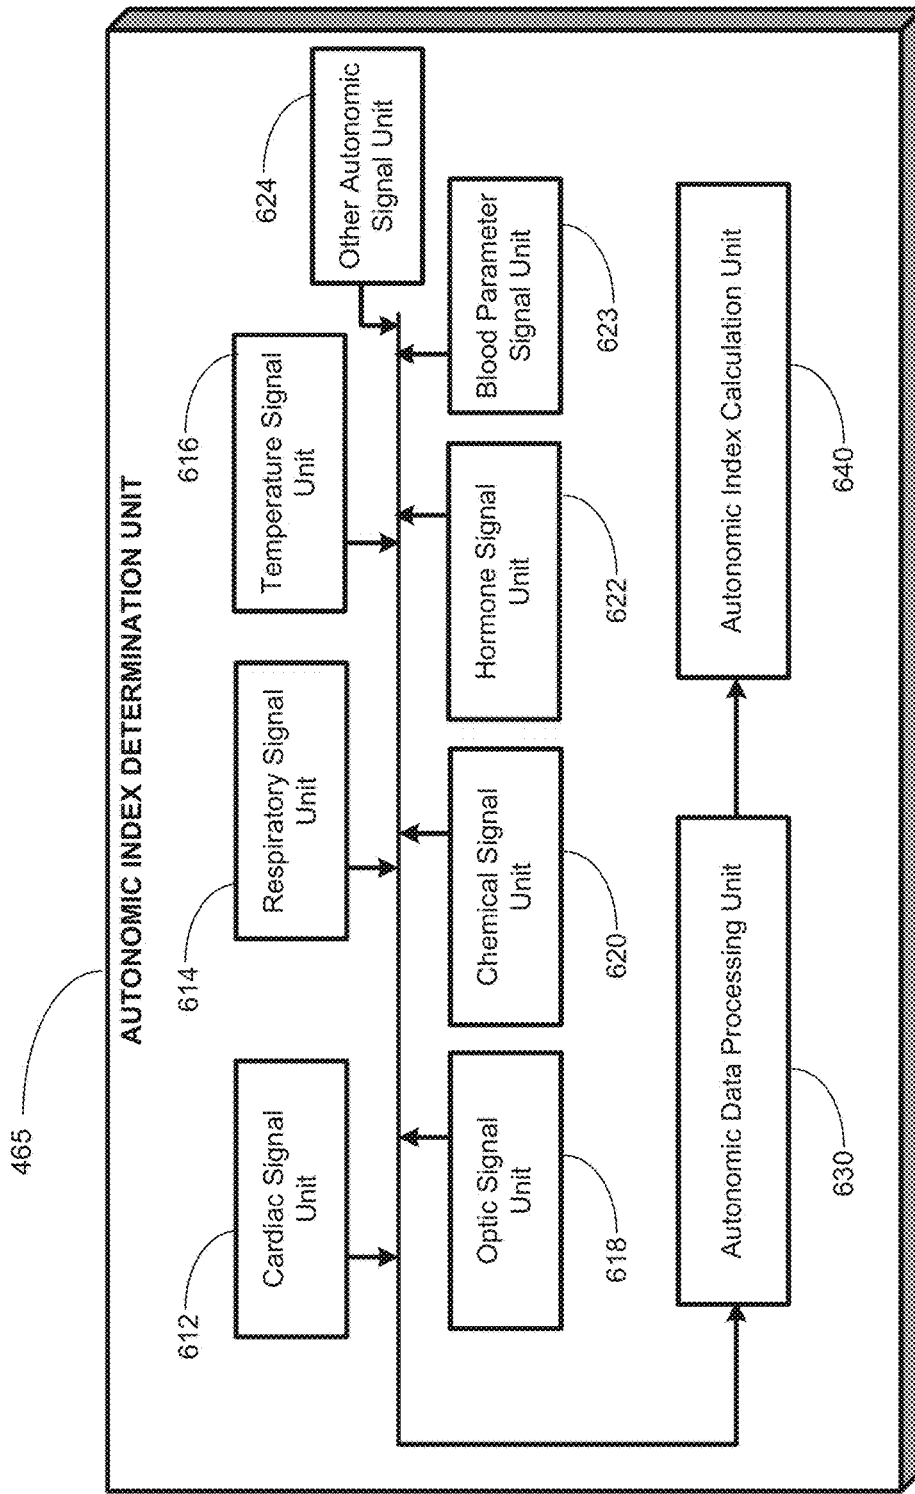 465
AUTONOMIC INDEX DETERMINATION UNIT
612
Cardiac Signal
Unit
614
Respiratory Signal
Unit
616
Temperature Signal
Unit
624
Other Autonomic
Signal Unit
Optic Signal
Unit
618
Chemical Signal
Unit
620
Hormone Signal
Unit
622
Blood Parameter
Signal Unit
623
Autonomic Data Processing Unit
630
Autonomic Index Calculation Unit
640